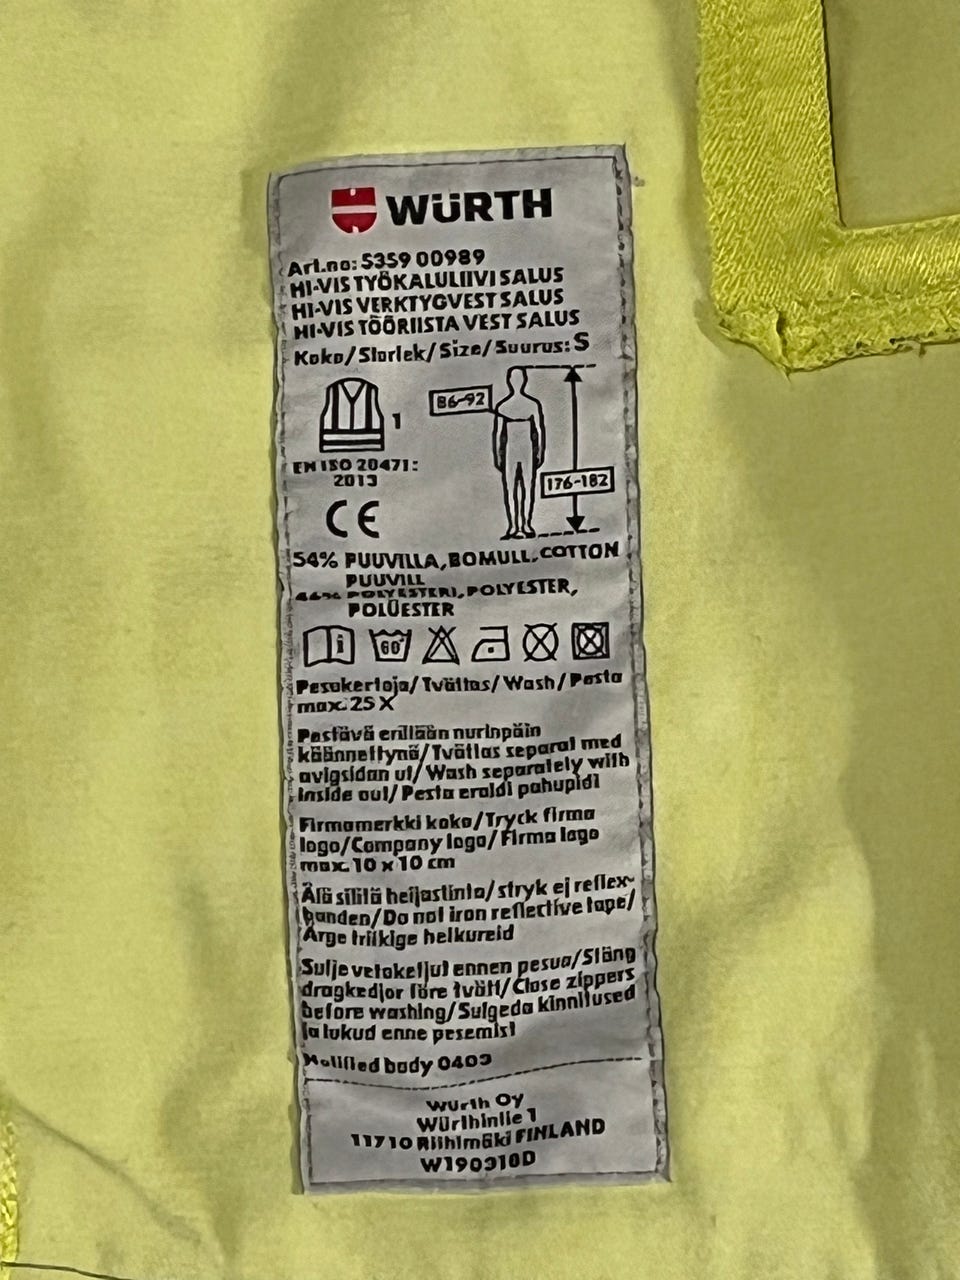 WÜRTH
Art.no: 5359 00989
HI-VIS TYÖKALULIIVI SALUS
HI-VIS VERKTYGVEST SALUS
HI-VIS TÖÖRIISTA VEST SALUS
Koko/Storlek/Size/Suurus: S
86-92
1
EN ISO 20471:
2013
176-182
CE
54% PUUVILLA, BOMULL, COTTON
PUUVILL
46% POLYESTERI, POLYESTER,
POLÜESTER
i 60°
Pesukertoja/Tvättas/Wash/Pesta
max. 25 X
Pestävä erillään nurinpäin
käännettynä/Tvättas separat med
avigsidan ut/Wash separately with
inside out/Pesta eraldi pahupidi
Firmamerkki koko/Tryck firma
logo/Company logo/Firma logo
max. 10 x 10 cm
Älä silitä heijastinta/stryk ej reflex-
banden/Do not iron reflective tape/
Ärge triikige helkureid
Sulje vetoketjut ennen pesua/Stäng
dragkedjor före tvätt/Close zippers
before washing/Sulgeda kinnitused
ja lukud enne pesemist
Notified body 0403
Würth Oy
Würthintie 1
11710 Riihimäki FINLAND
W190310D